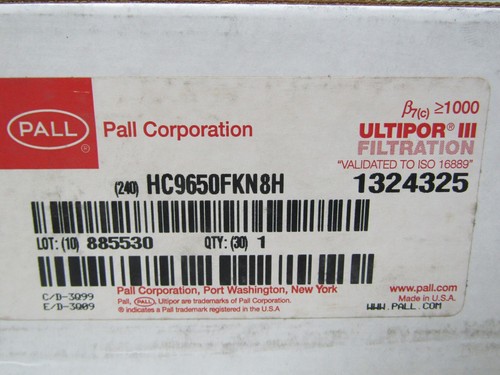 β7(c) ≥1000
PALL ®
Pall Corporation
ULTIPOR® III
FILTRATION
"VALIDATED TO ISO 16889"
(240) HC9650FKN8H
1324325
LOT: (10) 885530 QTY: (30) 1
Pall Corporation, Port Washington, New York
Pall, PALL, Ultipor are trademarks of Pall Corporation.
® indicates a Pall trademark registered in the U.S.A
C/D-3Q99
E/D-3Q09
www.pall.com
Made in U.S.A.
WWW.PALL.COM